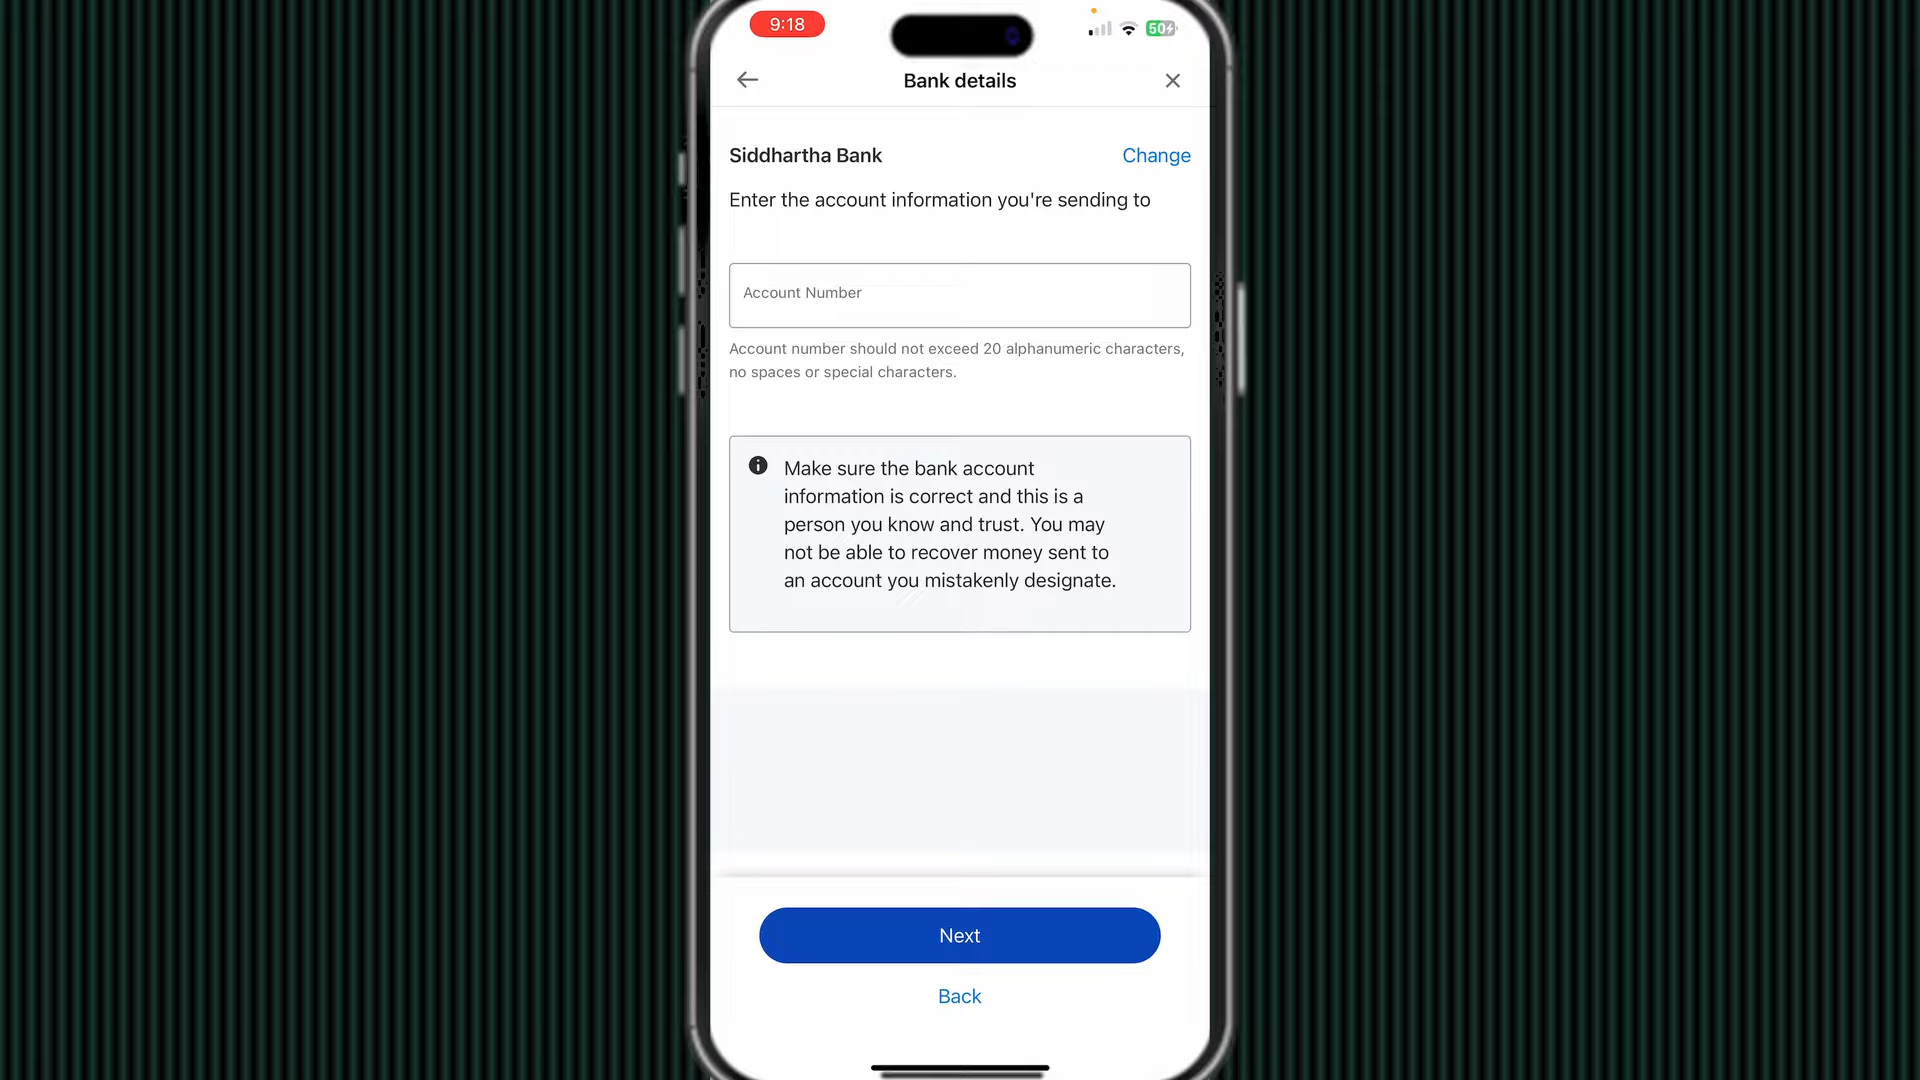 9:18
50
Bank details
Siddhartha Bank
Change
Enter the account information you're sending to
Account Number
Account number should not exceed 20 alphanumeric characters,
no spaces or special characters.
Make sure the bank account
information is correct and this is a
person you know and trust. You may
not be able to recover money sent to
an account you mistakenly designate.
Next
Back